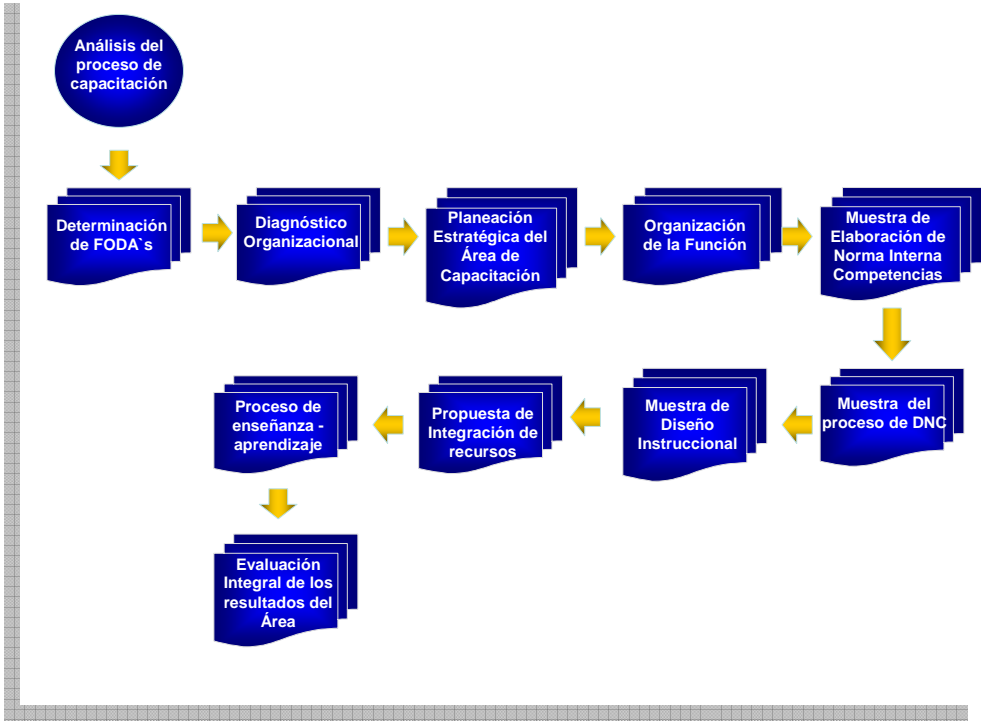 Análisis del
proceso de
capacitación
Determinación
de FODA`s
Diagnóstico
Organizacional
Planeación
Estratégica del
Área de
Capacitación
Organización
de la Función
Muestra de
Elaboración de
Norma Interna
Competencias
Muestra del
proceso de DNC
Muestra de
Diseño
Instruccional
Propuesta de
Integración de
recursos
Proceso de
enseñanza -
aprendizaje
Evaluación
Integral de los
resultados del
Área